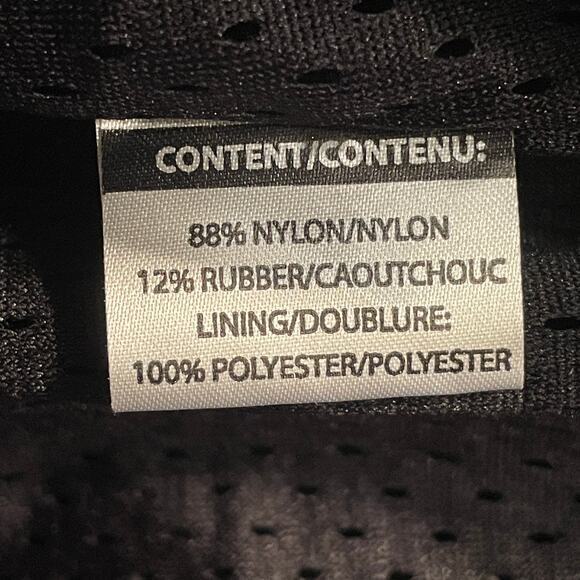 CONTENT/CONTENU:
88% NYLON/NYLON
12% RUBBER/CAOUTCHOUC
LINING/DOUBLURE:
100% POLYESTER/POLYESTER